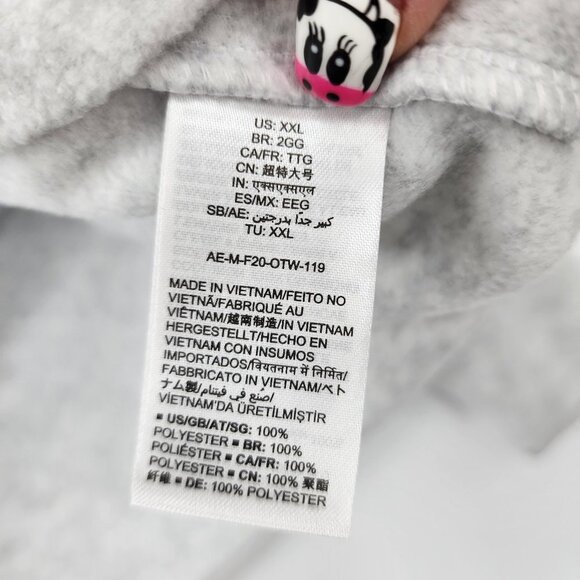 US: XXL
BR: 2GG
CA/FR: TTG
CN: 超特大号
IN: एक्सएक्सएल
ES/MX: EEG
SB/AE: كبير جدًا بدرجتين
TU: XXL
AE-M-F20-OTW-119
MADE IN VIETNAM/FEITO NO
VIETNÃ/FABRIQUÉ AU
VIÊTNAM/越南制造/IN VIETNAM
HERGESTELLT/HECHO EN
VIETNAM CON INSUMOS
IMPORTADOS/वियतनाम में निर्मित/
FABBRICATO IN VIETNAM/ベト
ナム製/صُنع في فيتنام/
VİETNAM'DA ÜRETİLMİŞTİR
■ US/GB/AT/SG: 100%
POLYESTER ■ BR: 100%
POLIÉSTER ■ CA/FR: 100%
POLYESTER ■ CN: 100% 聚酯
纤维 ■ DE: 100% POLYESTER